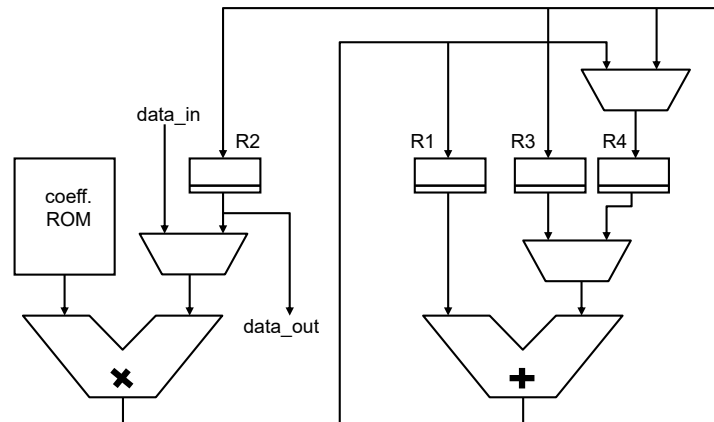 data_in
R2
R1
R3
R4
coeff.
ROM
data_out